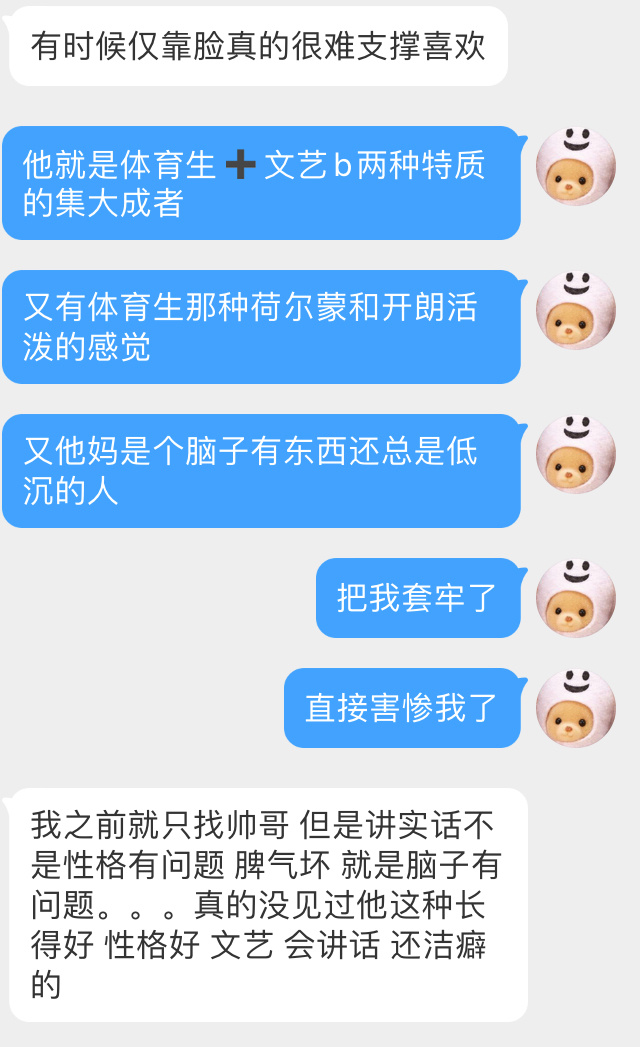 有时候仅靠脸真的很难支撑喜欢
他就是体育生➕文艺b两种特质
的集大成者
又有体育生那种荷尔蒙和开朗活
泼的感觉
又他妈是个脑子有东西还总是低
沉的人
把我套牢了
直接害惨我了
我之前就只找帅哥 但是讲实话不
是性格有问题 脾气坏 就是脑子有
问题。。。真的没见过他这种长
得好 性格好 文艺 会讲话 还洁癖
的